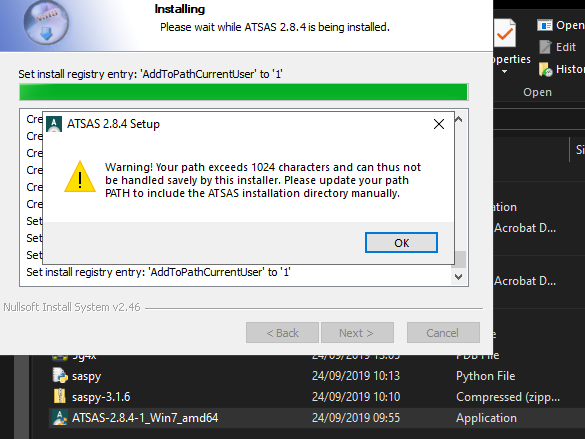 Installing
Please wait while ATSAS 2.8.4 is being installed.
Set install registry entry: 'AddToPathCurrentUser' to '1'
Cre
ATSAS 2.8.4 Setup
Cre
Cre
Warning! Your path exceeds 1024 characters and can thus not
Cre
be handled savely by this installer. Please update your path
Cre
PATH to include the ATSAS installation directory manually.
Cre
Cre
Set
Set
OK
Set
Set install registry entry: 'AddToPathCurrentUser' to '1'
Nullsoft Install System v2.46
< Back
Next >
Cancel
Open
Edit
Histo
operties
Open
Si
ation
Acrobat D...
Acrobat D...
e
24/09/2019 13:05
PDB File
saspy
24/09/2019 10:13
Python File
saspy-3.1.6
24/09/2019 10:13
Compressed (zipp...
ATSAS-2.8.4-1_Win7_amd64
24/09/2019 09:55
Application